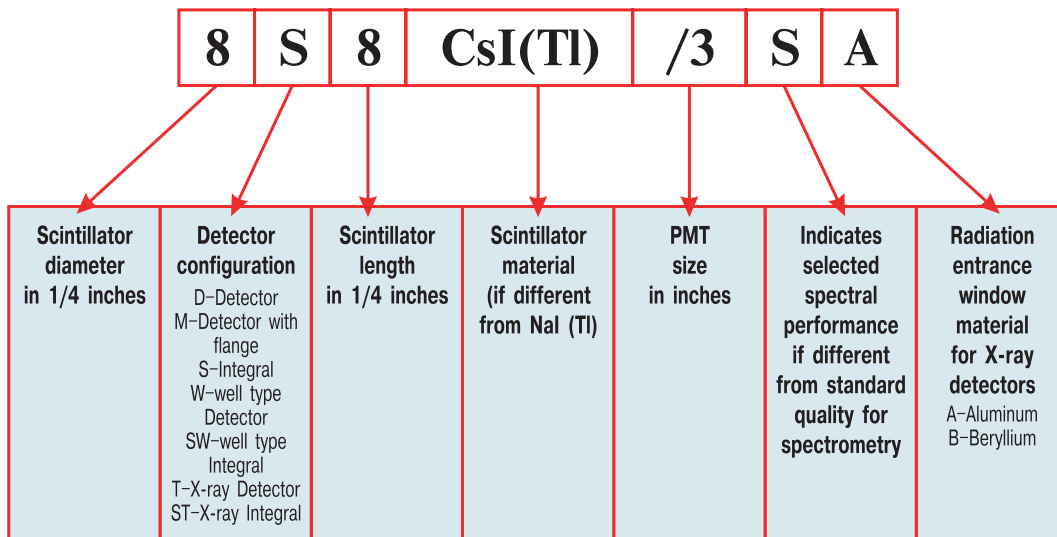 8 S 8 CsI(Tl) /3 S A
Scintillator
diameter
in 1/4 inches
Detector
configuration
D-Detector
M-Detector with
flange
S-Integral
W-well type
Detector
SW-well type
Integral
T-X-ray Detector
ST-X-ray Integral
Scintillator
length
in 1/4 inches
Scintillator
material
(if different
from NaI (Tl)
PMT
size
in inches
Indicates
selected
spectral
performance
if different
from standard
quality for
spectrometry
Radiation
entrance
window
material
for X-ray
detectors
A-Aluminum
B-Beryllium